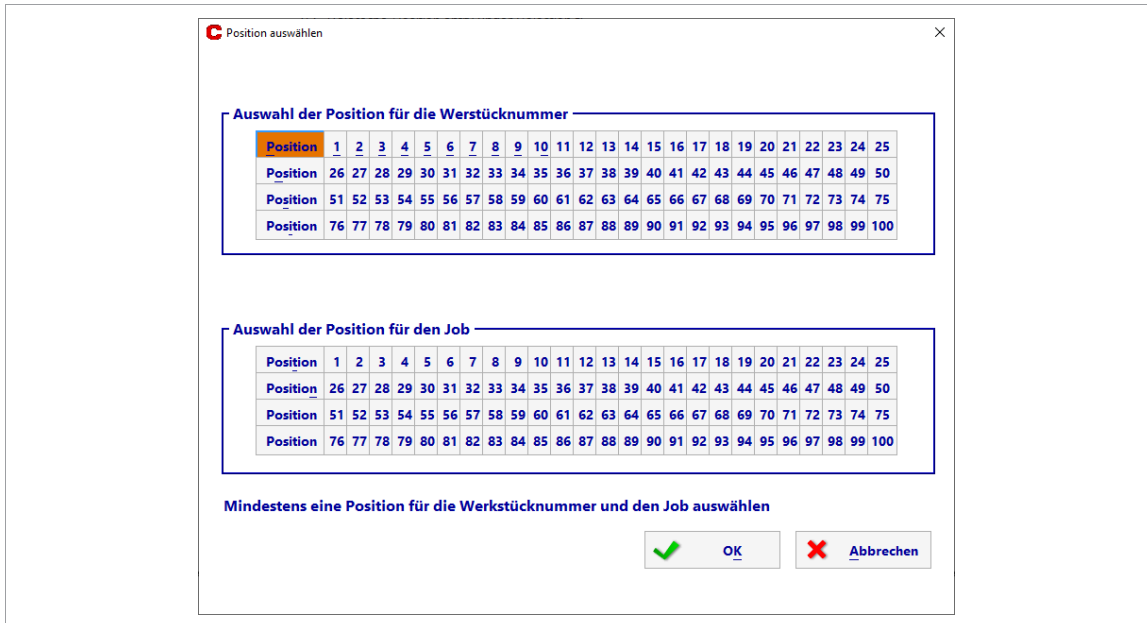 Position auswählen
Auswahl der Position für die Werstücknummer
Position 1 2 3 4 5 6 7 8 9 10 11 12 13 14 15 16 17 18 19 20 21 22 23 24 25
Position 26 27 28 29 30 31 32 33 34 35 36 37 38 39 40 41 42 43 44 45 46 47 48 49 50
Position 51 52 53 54 55 56 57 58 59 60 61 62 63 64 65 66 67 68 69 70 71 72 73 74 75
Position 76 77 78 79 80 81 82 83 84 85 86 87 88 89 90 91 92 93 94 95 96 97 98 99 100
Auswahl der Position für den Job
Position 1 2 3 4 5 6 7 8 9 10 11 12 13 14 15 16 17 18 19 20 21 22 23 24 25
Position 26 27 28 29 30 31 32 33 34 35 36 37 38 39 40 41 42 43 44 45 46 47 48 49 50
Position 51 52 53 54 55 56 57 58 59 60 61 62 63 64 65 66 67 68 69 70 71 72 73 74 75
Position 76 77 78 79 80 81 82 83 84 85 86 87 88 89 90 91 92 93 94 95 96 97 98 99 100
Mindestens eine Position für die Werkstücknummer und den Job auswählen
OK
Abbrechen